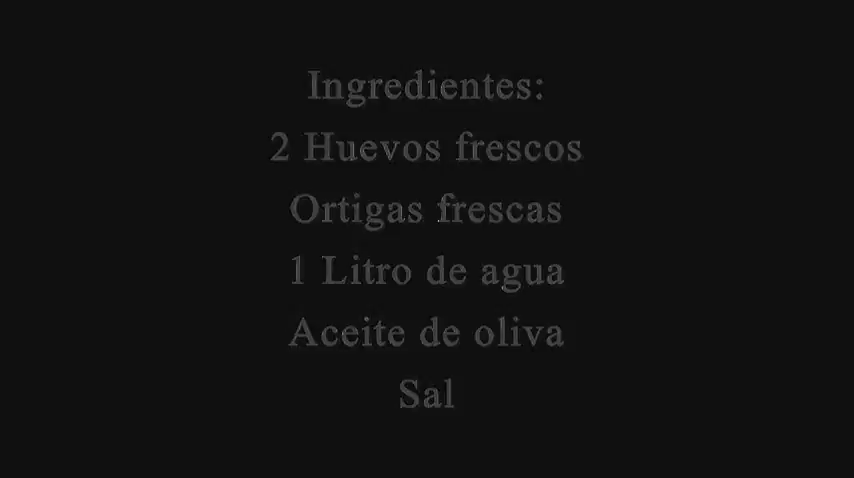 Ingredientes:
2 Huevos frescos
Ortigas frescas
1 Litro de agua
Aceite de oliva
Sal